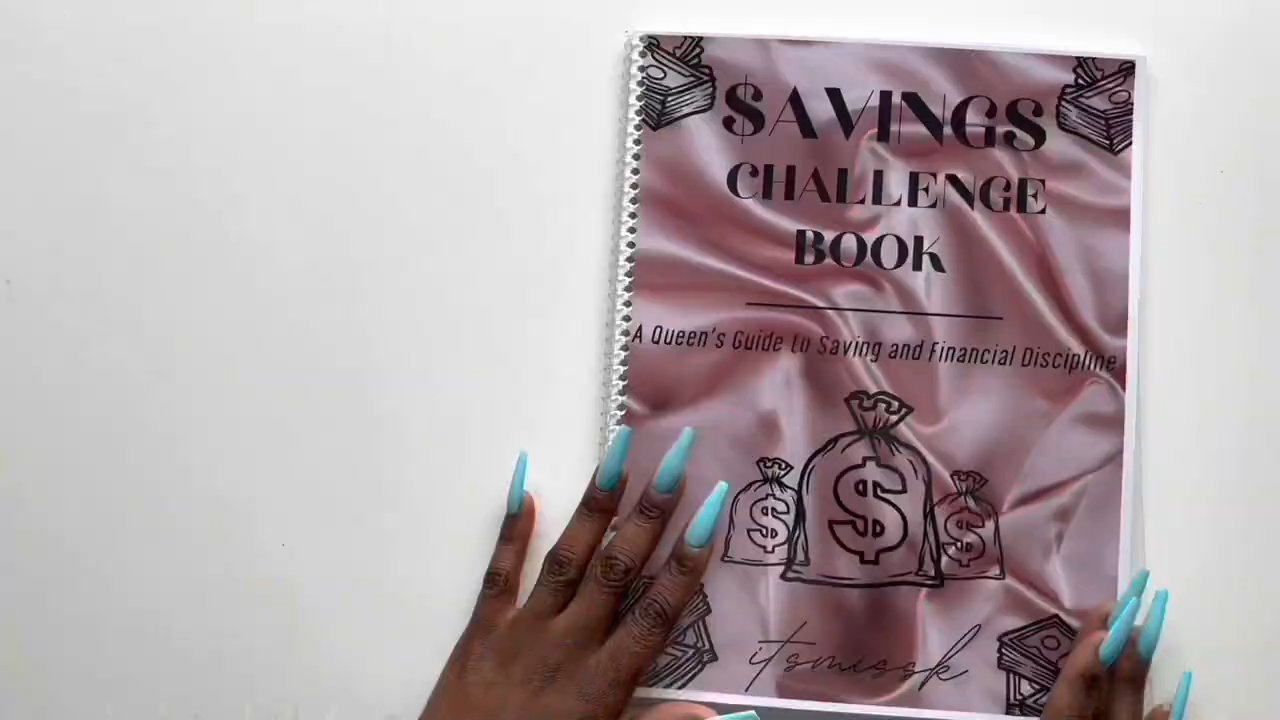 $AVINGS
CHALLENGE
BOOK
A Queen's Guide to Saving and Financial Discipline
$ $ $
itsmissk